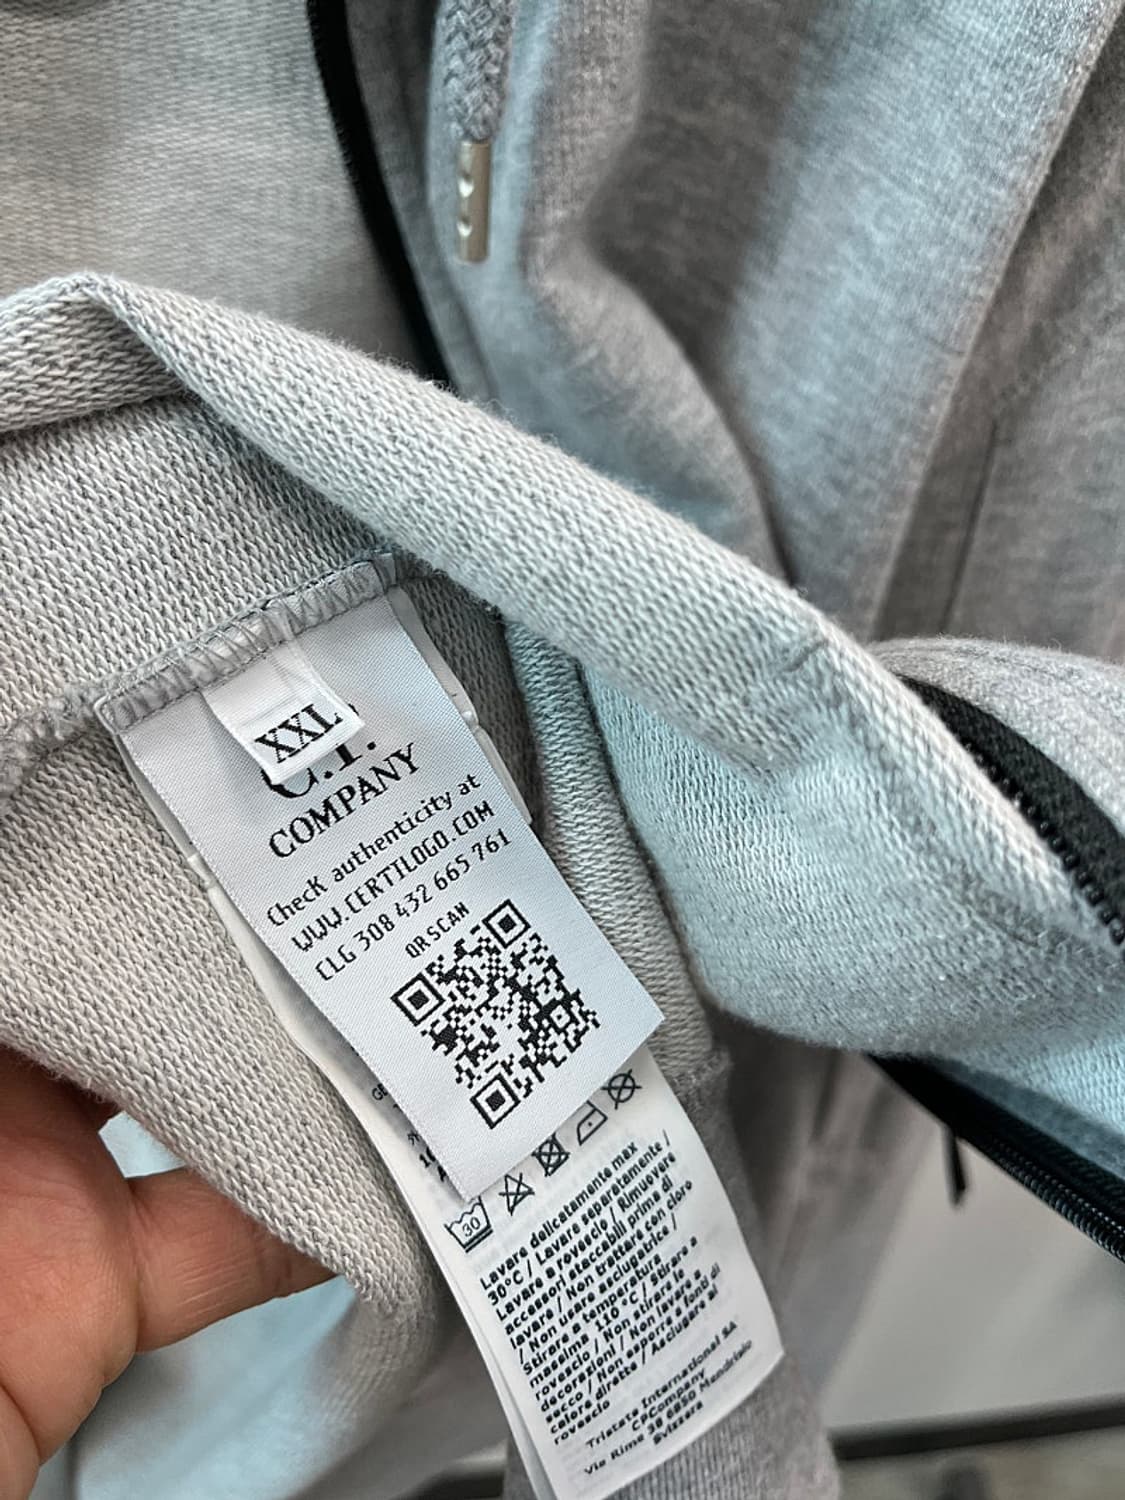 XXL
COMPANY
Check authenticity at
WWW.CERTILOGO.COM
CLG 308 432 665 761
OR SCAN
30
Lavare delicatamente max
30°C / Lavare separatamente /
Lavare a rovescio / Rimuovere
accessori staccabili prima di
lavare / Non trattare con cloro
/ Non usare asciugatrice /
Stirare a temperatura
massima 110°C / Stirare a
rovescio / Non stirare le
decorazioni / Non lavare a
secco / Non esporre a fonti di
calore dirette / Asciugare al
rovescio
Tristate International SA
CPCompany
Via Rime 38 6850 Mendrisio
Svizzera